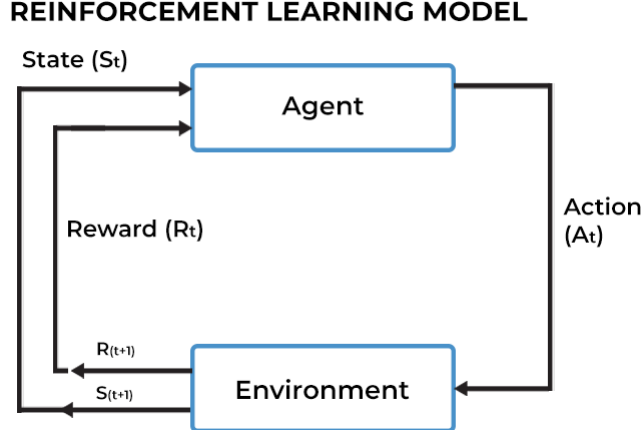 REINFORCEMENT LEARNING MODEL
State (St)
Agent
Action
(At)
Reward (Rt)
R(t+1)
S(t+1)
Environment